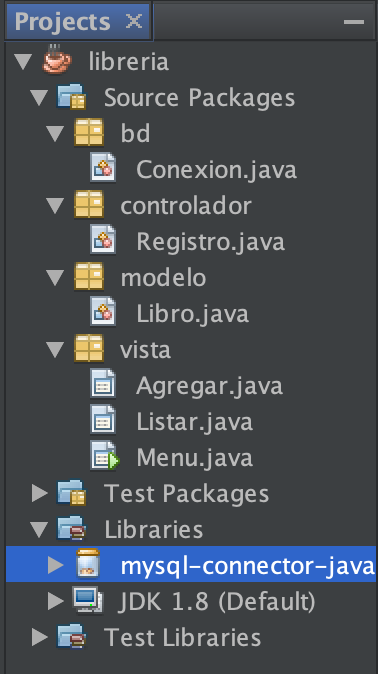 Projects
libreria
Source Packages
bd
Conexion.java
controlador
Registro.java
modelo
Libro.java
vista
Agregar.java
Listar.java
Menu.java
Test Packages
Libraries
mysql-connector-java
JDK 1.8 (Default)
Test Libraries